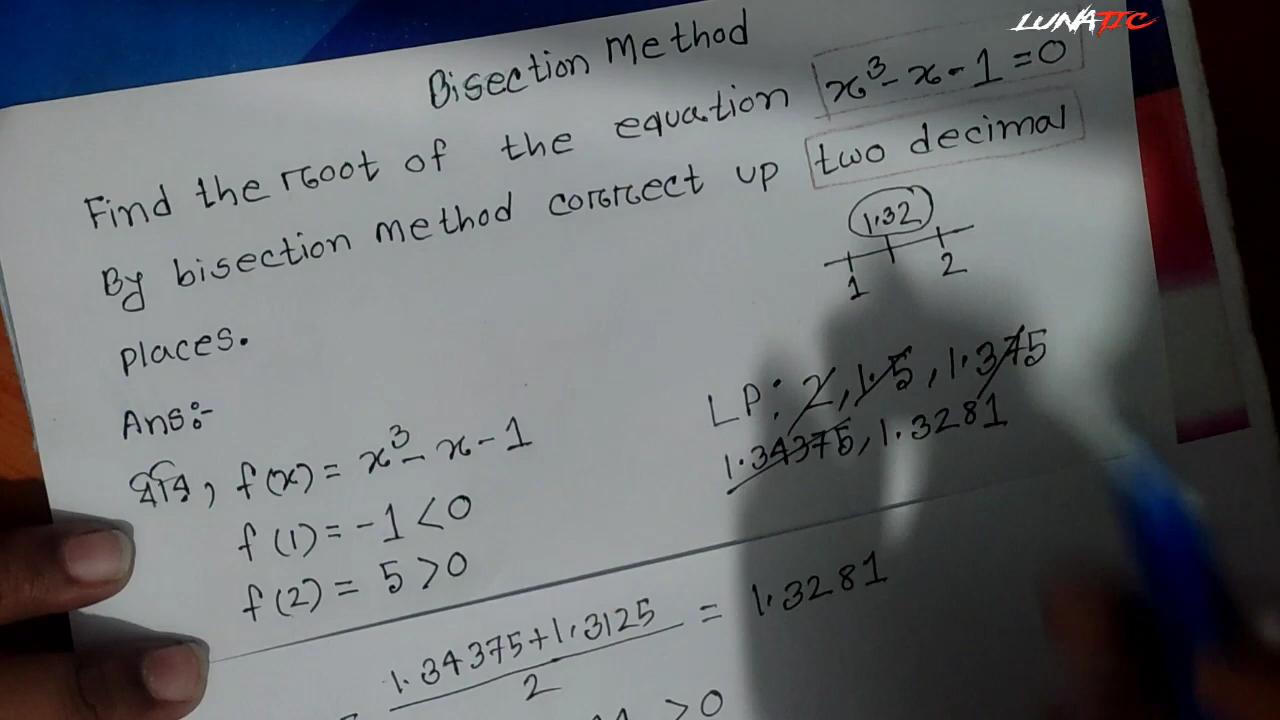 LUNATIC
Bisection Method
Find the root of the equation x³ - x - 1 = 0
By bisection method correct up two decimal
places.
1.32
1 2
Ans:-
ধরি, f(x) = x³ - x - 1
f(1) = -1 < 0
f(2) = 5 > 0
LP: 2, 1.5, 1.375
1.34375, 1.3281
1.34375 + 1.3125 / 2 = 1.3281
> 0